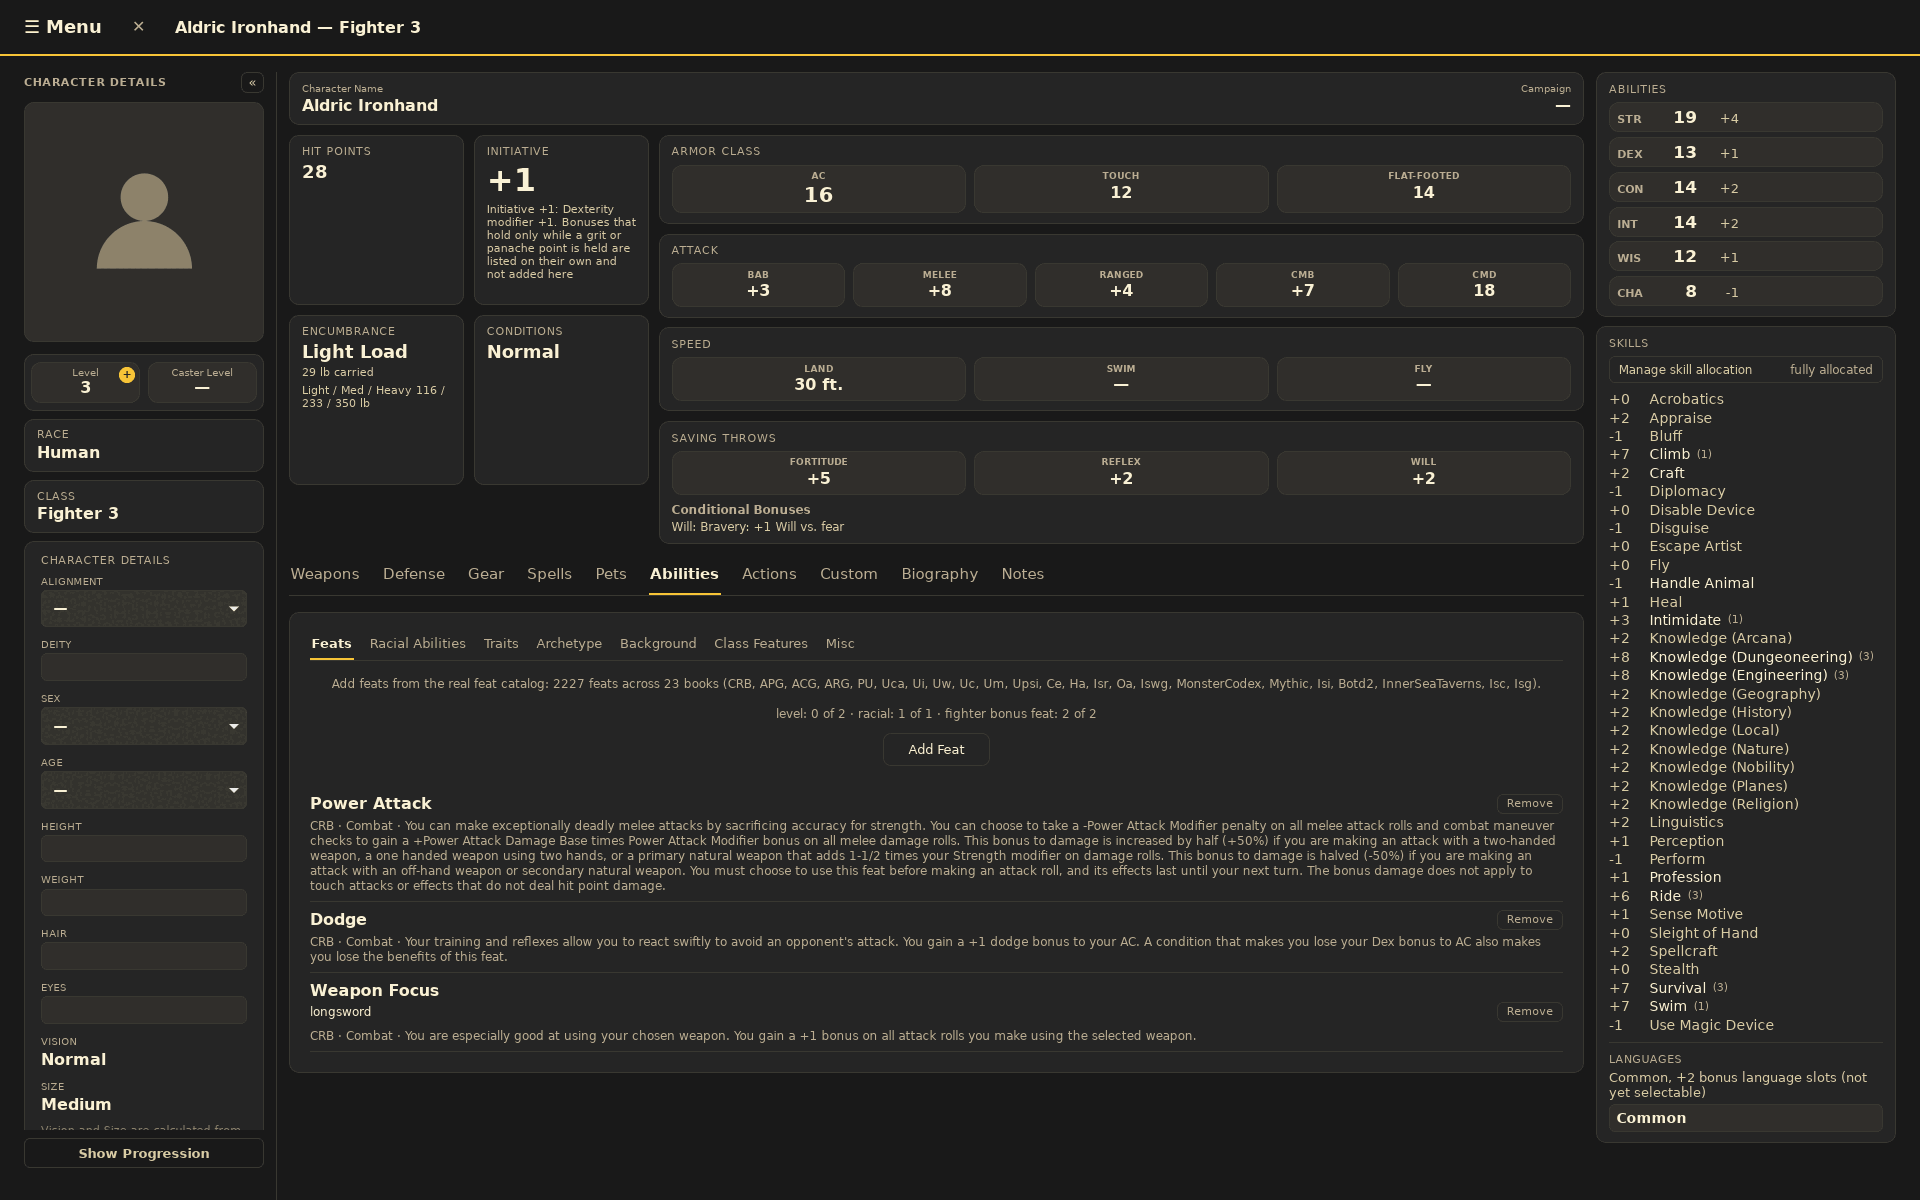 ☰ Menu ✕ Aldric Ironhand — Fighter 3
CHARACTER DETAILS «
Level
3 +
Caster Level
—
RACE
Human
CLASS
Fighter 3
CHARACTER DETAILS
ALIGNMENT
—
DEITY
SEX
—
AGE
—
HEIGHT
WEIGHT
HAIR
EYES
VISION
Normal
SIZE
Medium
Vision and Size are calculated from
Show Progression
Character Name
Aldric Ironhand
Campaign
—
HIT POINTS
28
INITIATIVE
+1
Initiative +1: Dexterity
modifier +1. Bonuses that
hold only while a grit or
panache point is held are
listed on their own and
not added here
ENCUMBRANCE
Light Load
29 lb carried
Light / Med / Heavy 116 /
233 / 350 lb
CONDITIONS
Normal
ARMOR CLASS
AC
16
TOUCH
12
FLAT-FOOTED
14
ATTACK
BAB
+3
MELEE
+8
RANGED
+4
CMB
+7
CMD
18
SPEED
LAND
30 ft.
SWIM
—
FLY
—
SAVING THROWS
FORTITUDE
+5
REFLEX
+2
WILL
+2
Conditional Bonuses
Will: Bravery: +1 Will vs. fear
Weapons Defense Gear Spells Pets Abilities Actions Custom Biography Notes
Feats Racial Abilities Traits Archetype Background Class Features Misc
Add feats from the real feat catalog: 2227 feats across 23 books (CRB, APG, ACG, ARG, PU, Uca, Ui, Uw, Uc, Um, Upsi, Ce, Ha, Isr, Oa, Iswg, MonsterCodex, Mythic, Isi, Botd2, InnerSeaTaverns, Isc, Isg).
level: 0 of 2 · racial: 1 of 1 · fighter bonus feat: 2 of 2
Add Feat
Power Attack
Remove
CRB · Combat · You can make exceptionally deadly melee attacks by sacrificing accuracy for strength. You can choose to take a -Power Attack Modifier penalty on all melee attack rolls and combat maneuver
checks to gain a +Power Attack Damage Base times Power Attack Modifier bonus on all melee damage rolls. This bonus to damage is increased by half (+50%) if you are making an attack with a two-handed
weapon, a one handed weapon using two hands, or a primary natural weapon that adds 1-1/2 times your Strength modifier on damage rolls. This bonus to damage is halved (-50%) if you are making an
attack with an off-hand weapon or secondary natural weapon. You must choose to use this feat before making an attack roll, and its effects last until your next turn. The bonus damage does not apply to
touch attacks or effects that do not deal hit point damage.
Dodge
Remove
CRB · Combat · Your training and reflexes allow you to react swiftly to avoid an opponent's attack. You gain a +1 dodge bonus to your AC. A condition that makes you lose your Dex bonus to AC also makes
you lose the benefits of this feat.
Weapon Focus
longsword
Remove
CRB · Combat · You are especially good at using your chosen weapon. You gain a +1 bonus on all attack rolls you make using the selected weapon.
ABILITIES
STR 19 +4
DEX 13 +1
CON 14 +2
INT 14 +2
WIS 12 +1
CHA 8 -1
SKILLS
Manage skill allocation fully allocated
+0 Acrobatics
+2 Appraise
-1 Bluff
+7 Climb (1)
+2 Craft
-1 Diplomacy
+0 Disable Device
-1 Disguise
+0 Escape Artist
+0 Fly
-1 Handle Animal
+1 Heal
+3 Intimidate (1)
+2 Knowledge (Arcana)
+8 Knowledge (Dungeoneering) (3)
+8 Knowledge (Engineering) (3)
+2 Knowledge (Geography)
+2 Knowledge (History)
+2 Knowledge (Local)
+2 Knowledge (Nature)
+2 Knowledge (Nobility)
+2 Knowledge (Planes)
+2 Knowledge (Religion)
+2 Linguistics
+1 Perception
-1 Perform
+1 Profession
+6 Ride (3)
+1 Sense Motive
+0 Sleight of Hand
+2 Spellcraft
+0 Stealth
+7 Survival (3)
+7 Swim (1)
-1 Use Magic Device
LANGUAGES
Common, +2 bonus language slots (not
yet selectable)
Common